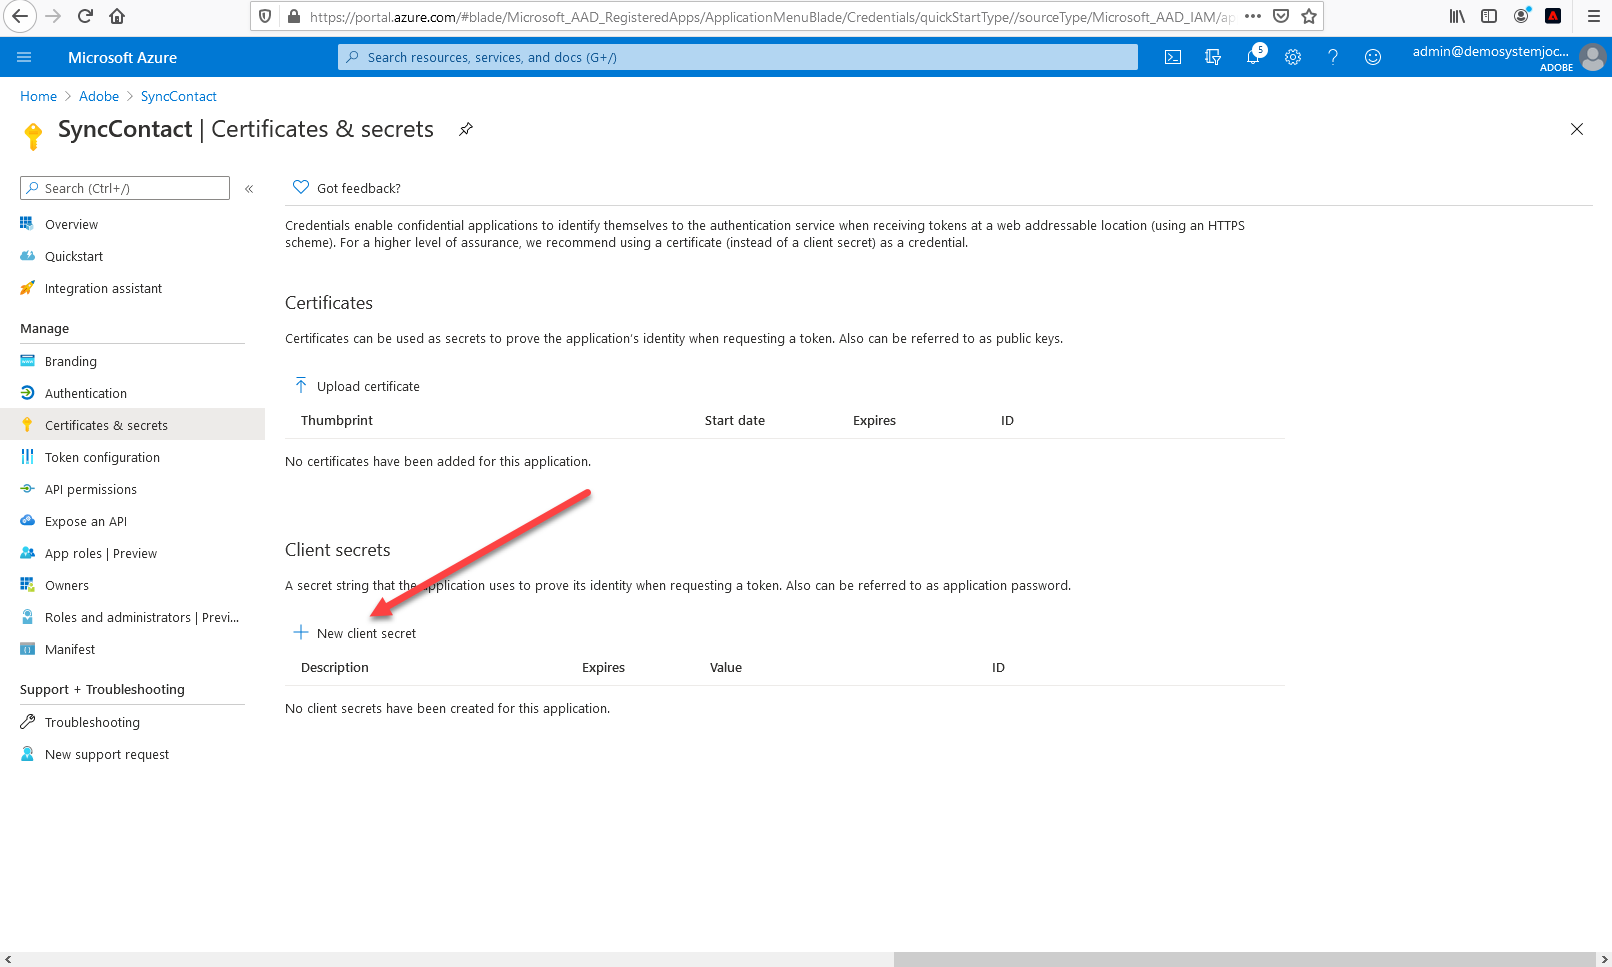 https://portal.azure.com/#blade/Microsoft_AAD_RegisteredApps/ApplicationMenuBlade/Credentials/quickStartType//sourceType/Microsoft_AAD_IAM/ap
Microsoft Azure
Search resources, services, and docs (G+/)
5
admin@demosystemjoc...
ADOBE
Home > Adobe > SyncContact
SyncContact | Certificates & secrets
Search (Ctrl+/)
«
Overview
Quickstart
Integration assistant
Manage
Branding
Authentication
Certificates & secrets
Token configuration
API permissions
Expose an API
App roles | Preview
Owners
Roles and administrators | Previ...
Manifest
Support + Troubleshooting
Troubleshooting
New support request
Got feedback?
Credentials enable confidential applications to identify themselves to the authentication service when receiving tokens at a web addressable location (using an HTTPS
scheme). For a higher level of assurance, we recommend using a certificate (instead of a client secret) as a credential.
Certificates
Certificates can be used as secrets to prove the application's identity when requesting a token. Also can be referred to as public keys.
Upload certificate
Thumbprint Start date Expires ID
No certificates have been added for this application.
Client secrets
A secret string that the application uses to prove its identity when requesting a token. Also can be referred to as application password.
New client secret
Description Expires Value ID
No client secrets have been created for this application.